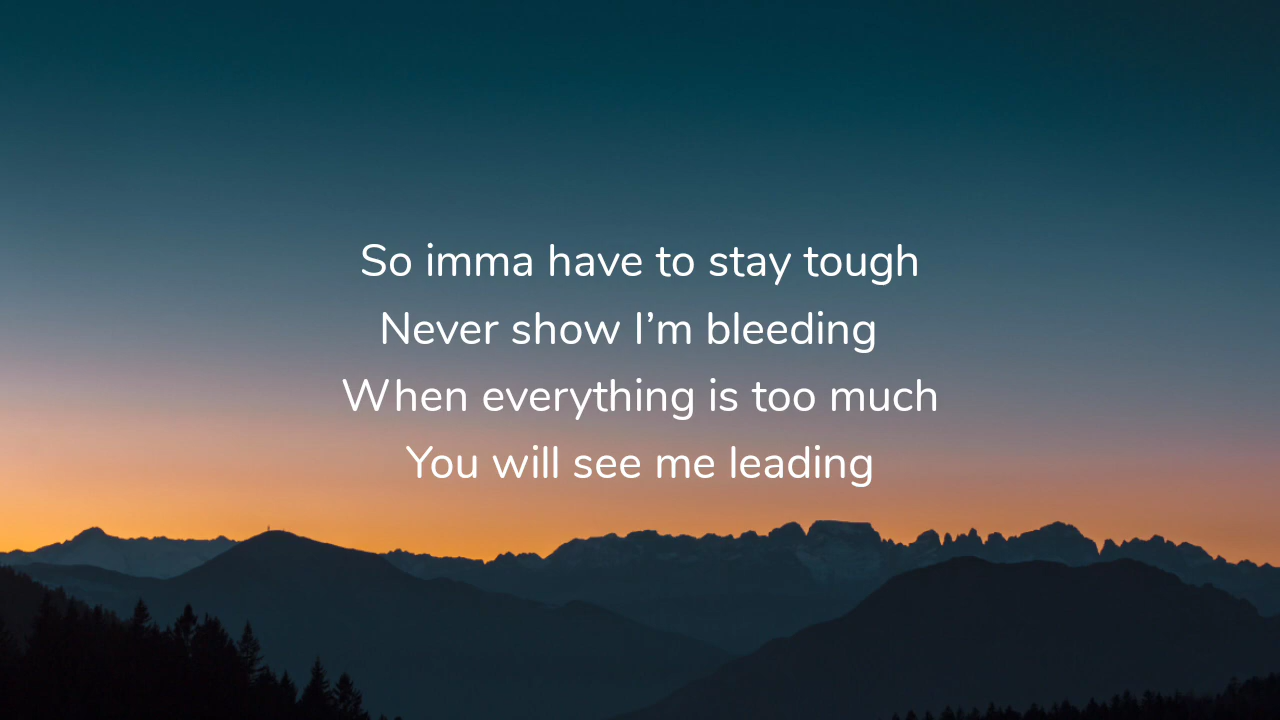 So imma have to stay tough
Never show I’m bleeding
When everything is too much
You will see me leading